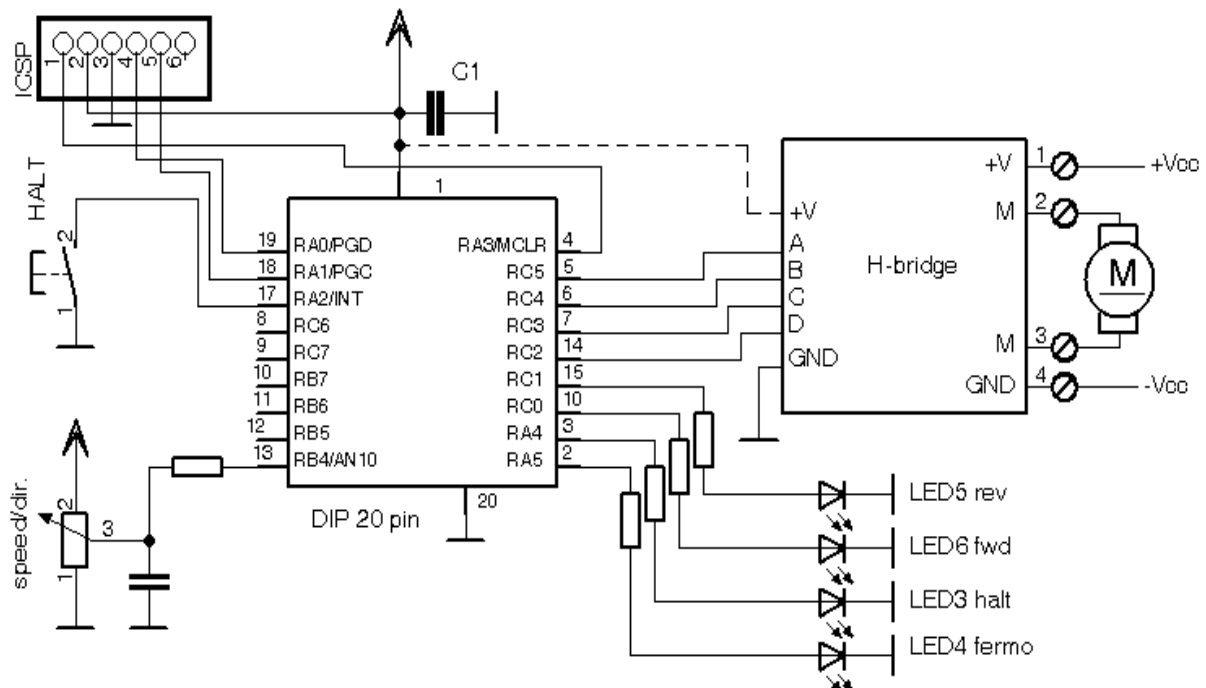 ICSP
1 2 3 4 5 6
C1
HALT
2
1
1
19 RA0/PGD
18 RA1/PGC
17 RA2/INT
8 RC6
9 RC7
10 RB7
11 RB6
12 RB5
13 RB4/AN10
RA3/MCLR 4
RC5 5
RC4 6
RC3 7
RC2 14
RC1 15
RC0 10
RA4 3
RA5 2
20
DIP 20 pin
+V
A
B
C
D
GND
H-bridge
+V 1
M 2
M 3
GND 4
+Vcc
M
-Vcc
speed/dir.
2
3
1
LED5 rev
LED6 fwd
LED3 halt
LED4 fermo